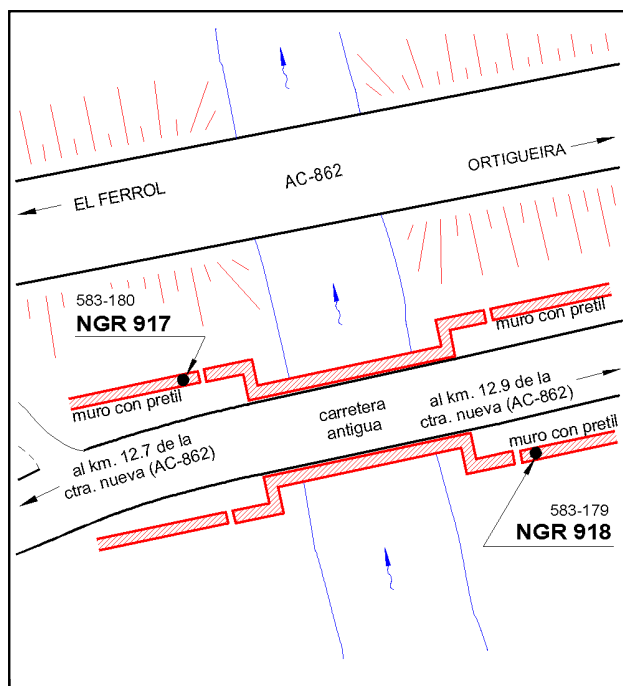 AC-862
ORTIGUEIRA
EL FERROL
583-180
NGR 917
muro con pretil
muro con pretil
carretera
antigua
al km. 12.9 de la
ctra. nueva (AC-862)
al km. 12.7 de la
ctra. nueva (AC-862)
muro con pretil
583-179
NGR 918